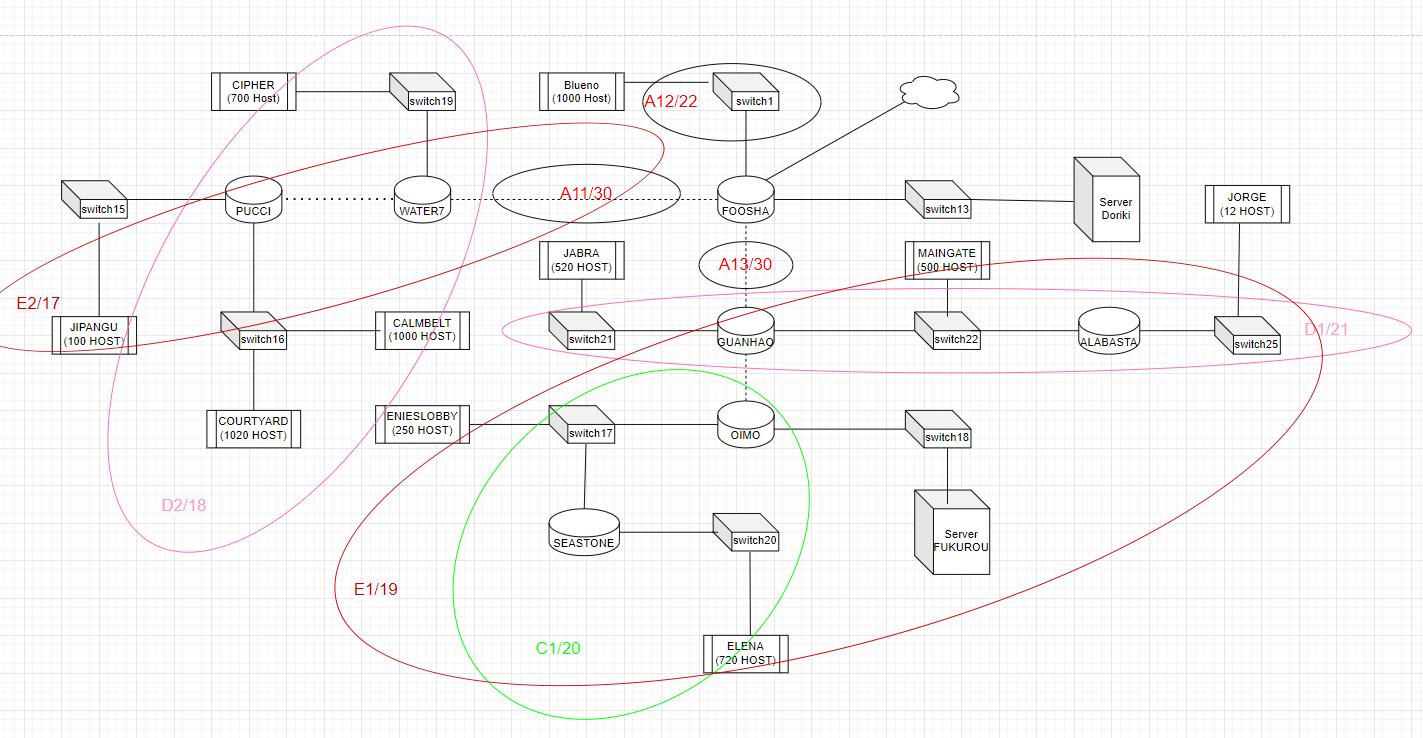 CIPHER
(700 Host)
switch19
Blueno
(1000 Host)
A12/22
switch1
switch15
PUCCI
WATER7
A11/30
FOOSHA
switch13
Server
Doriki
JORGE
(12 HOST)
JABRA
(520 HOST)
A13/30
MAINGATE
(500 HOST)
E2/17
JIPANGU
(100 HOST)
switch16
CALMBELT
(1000 HOST)
switch21
GUANHAO
switch22
ALABASTA
switch25
D1/21
COURTYARD
(1020 HOST)
ENIESLOBBY
(250 HOST)
switch17
OIMO
switch18
D2/18
SEASTONE
switch20
Server
FUKUROU
E1/19
C1/20
ELENA
(720 HOST)